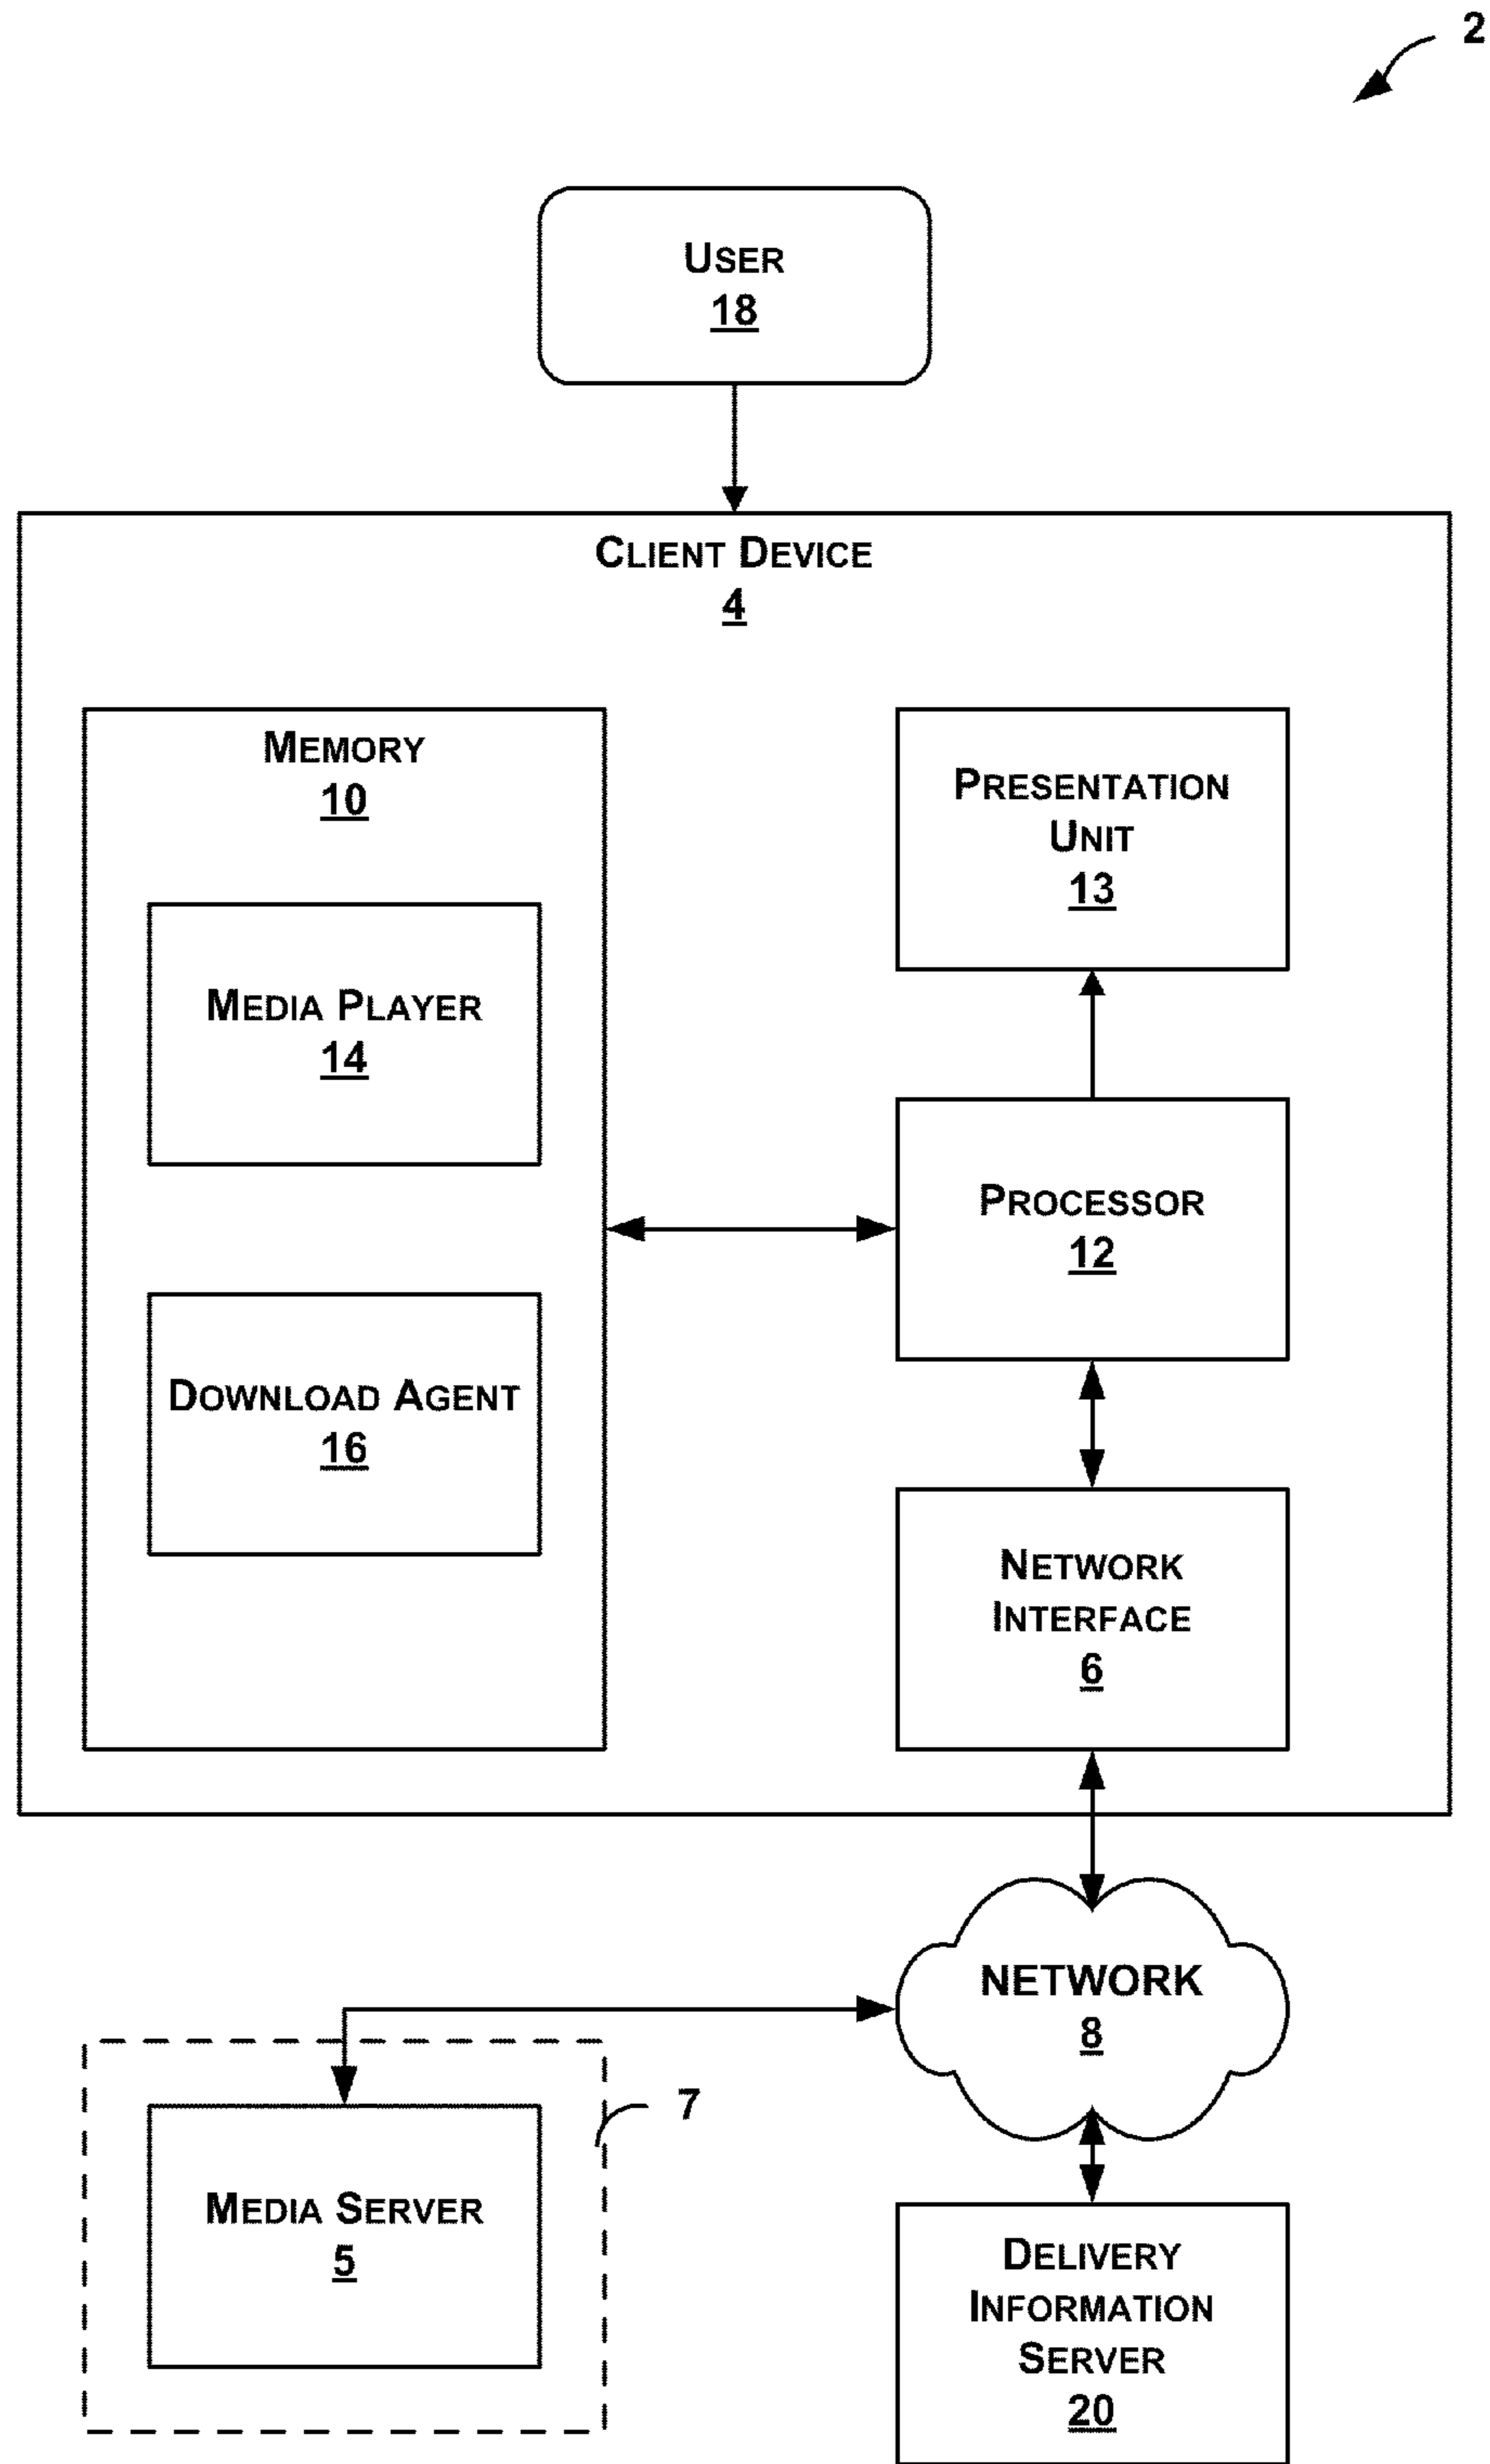 2
USER
18
CLIENT DEVICE
4
MEMORY
10
MEDIA PLAYER
14
DOWNLOAD AGENT
16
PRESENTATION
UNIT
13
PROCESSOR
12
NETWORK
INTERFACE
6
NETWORK
8
7
MEDIA SERVER
5
DELIVERY
INFORMATION
SERVER
20